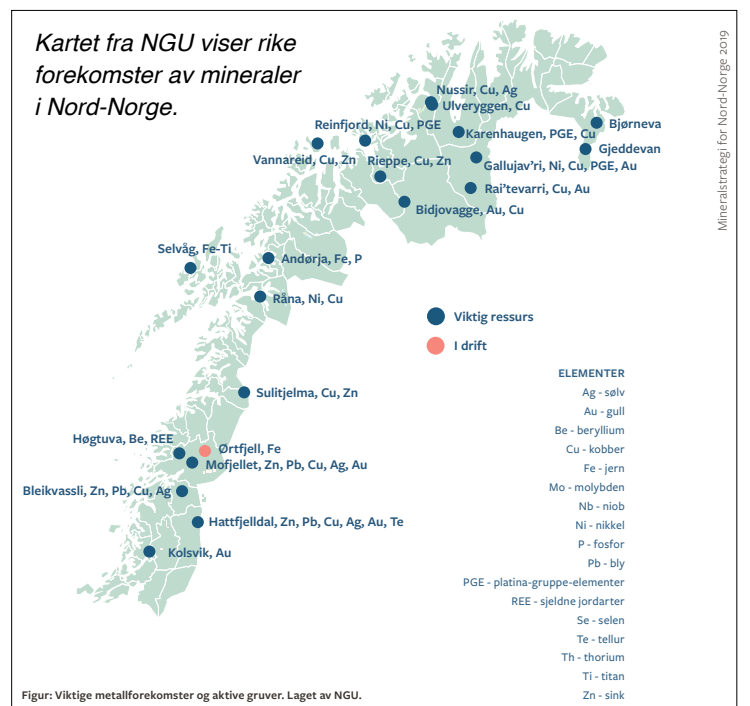 Kartet fra NGU viser rike
forekomster av mineraler
i Nord-Norge.
Mineralstrategi for Nord-Norge 2019
Nussir, Cu, Ag
Ulveryggen, Cu
Reinfjord, Ni, Cu, PGE
Karenhaugen, PGE, Cu
Bjørneva
Gjeddevan
Vannareid, Cu, Zn
Rieppe, Cu, Zn
Gallujav’ri, Ni, Cu, PGE, Au
Rai’tevarri, Cu, Au
Bidjovagge, Au, Cu
Selvåg, Fe-Ti
Andørja, Fe, P
Råna, Ni, Cu
Viktig ressurs
I drift
Sulitjelma, Cu, Zn
Høgtuva, Be, REE
Ørtfjell, Fe
Mofjellet, Zn, Pb, Cu, Ag, Au
Bleikvassli, Zn, Pb, Cu, Ag
Hattfjelldal, Zn, Pb, Cu, Ag, Au, Te
Kolsvik, Au
ELEMENTER
Ag - sølv
Au - gull
Be - beryllium
Cu - kobber
Fe - jern
Mo - molybden
Nb - niob
Ni - nikkel
P - fosfor
Pb - bly
PGE - platina-gruppe-elementer
REE - sjeldne jordarter
Se - selen
Te - tellur
Th - thorium
Ti - titan
Zn - sink
Figur: Viktige metallforekomster og aktive gruver. Laget av NGU.